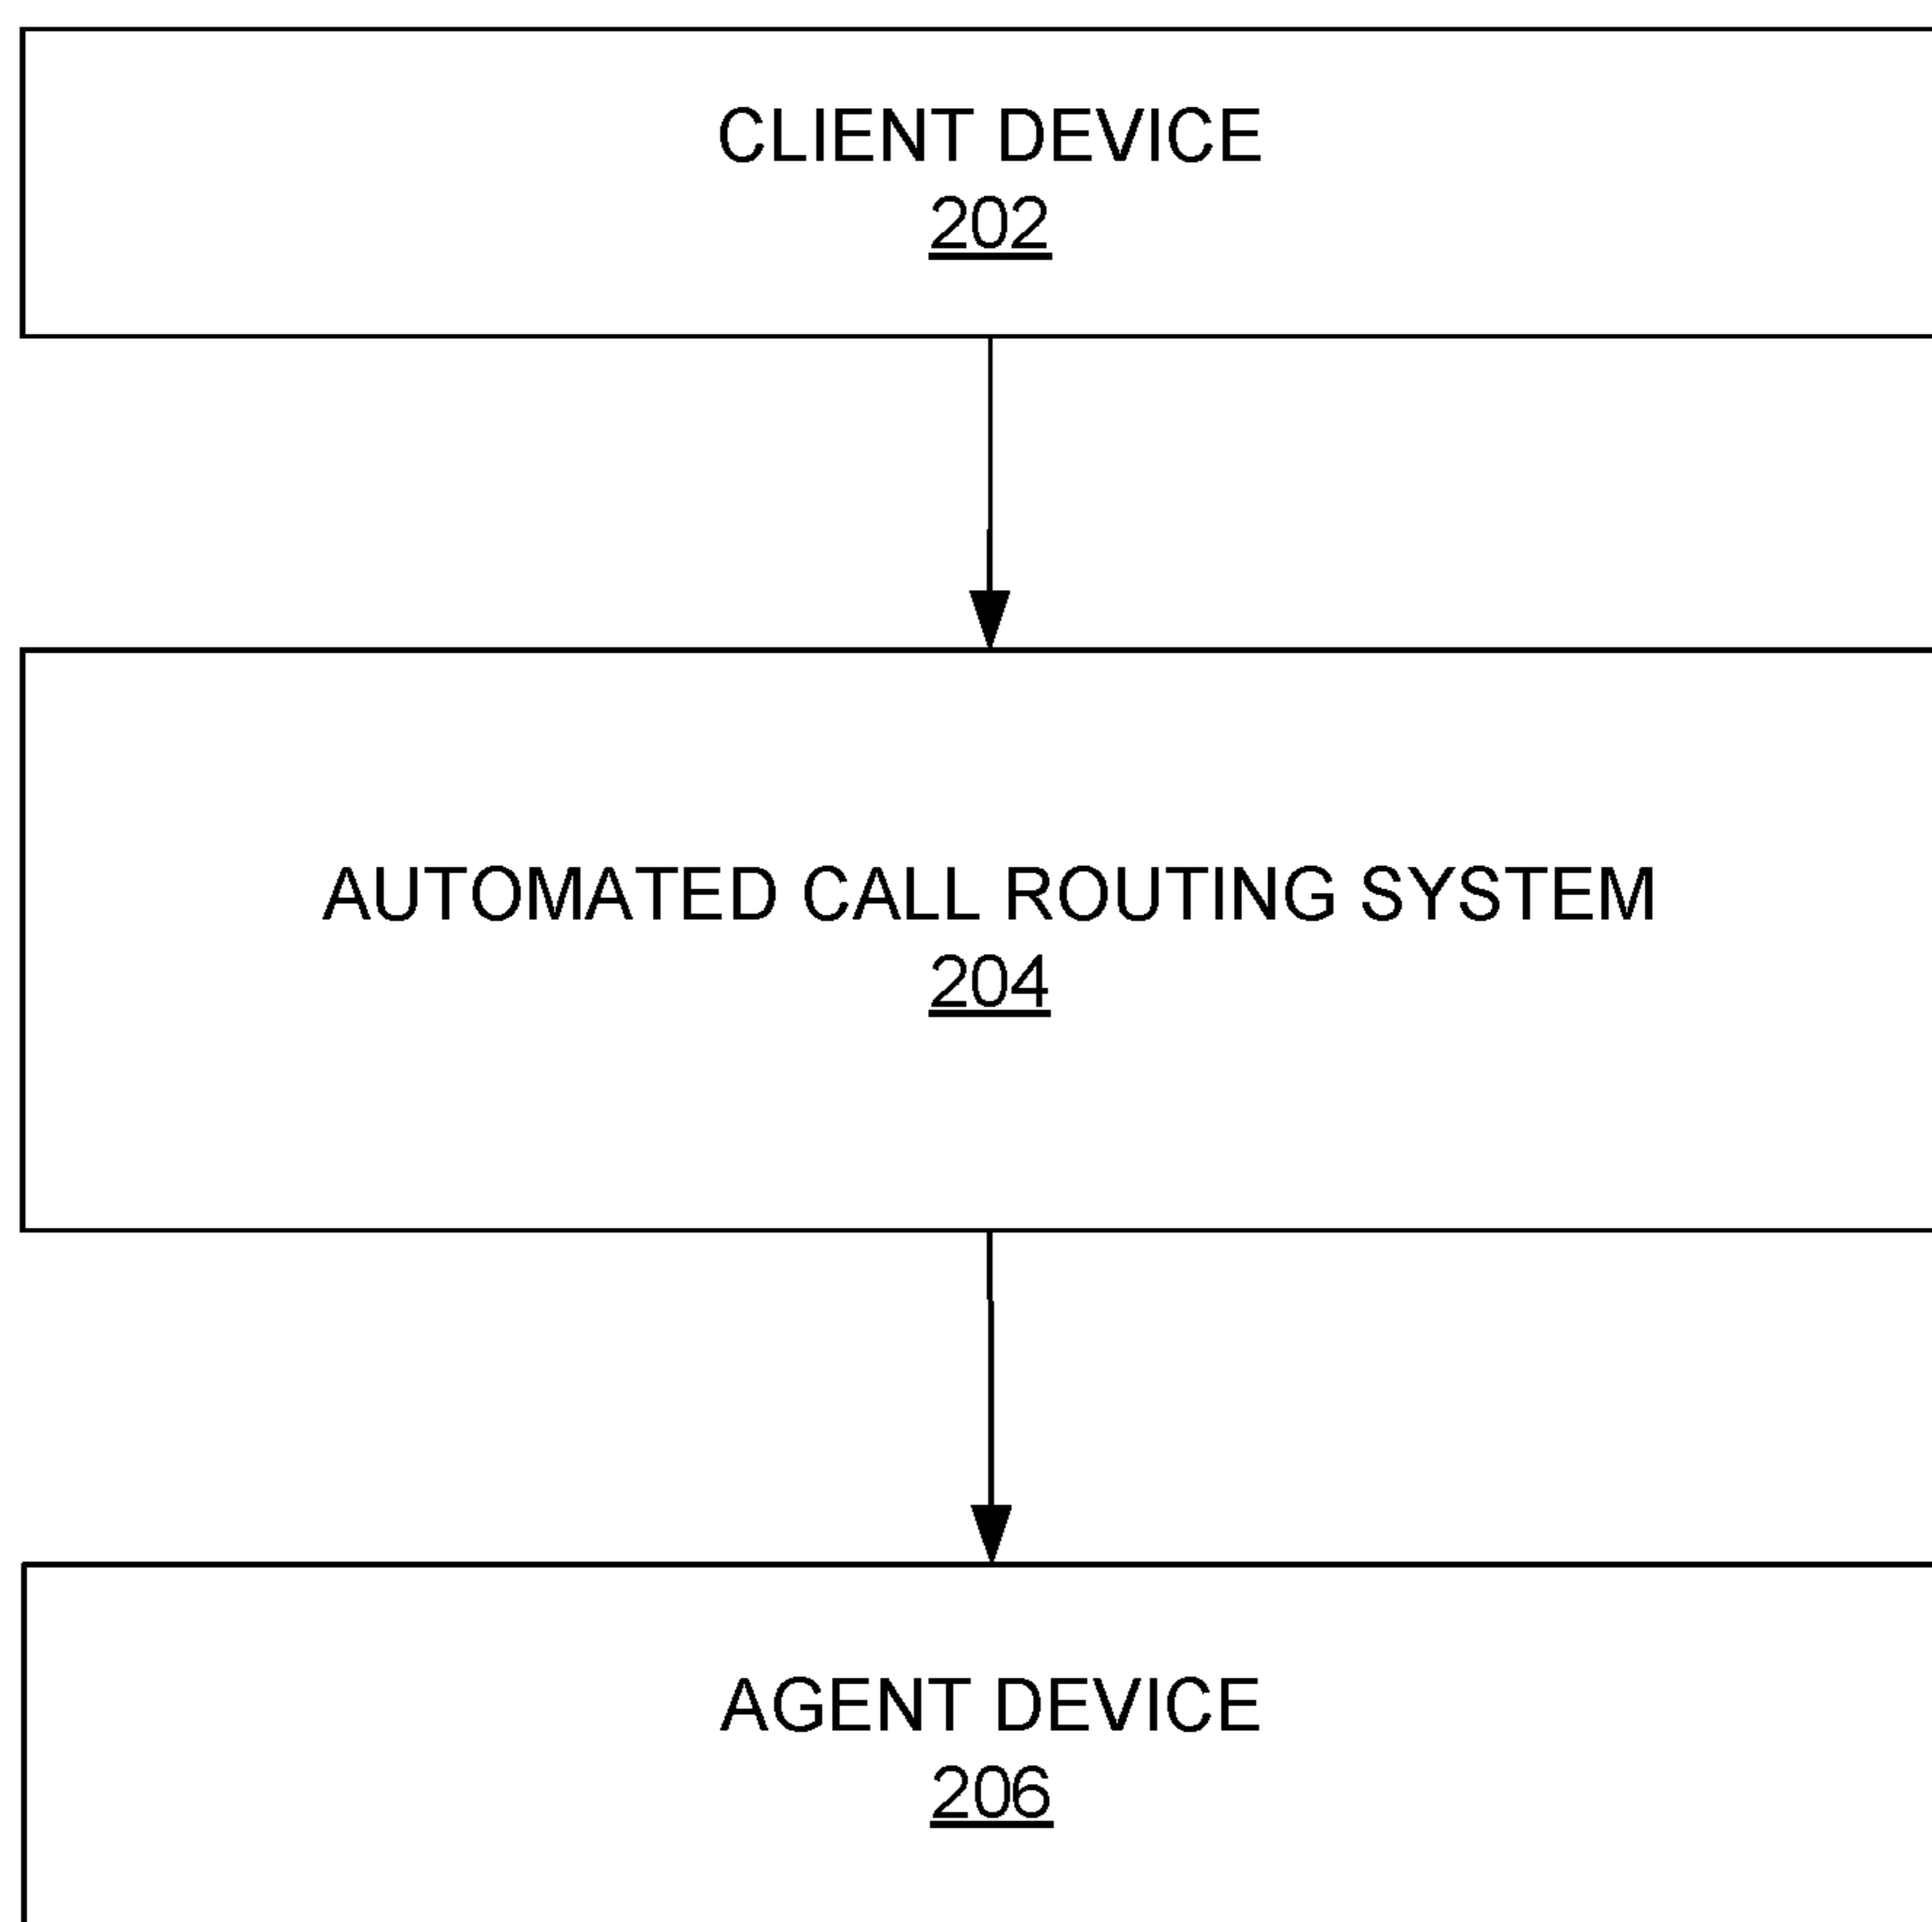 CLIENT DEVICE
202
AUTOMATED CALL ROUTING SYSTEM
204
AGENT DEVICE
206